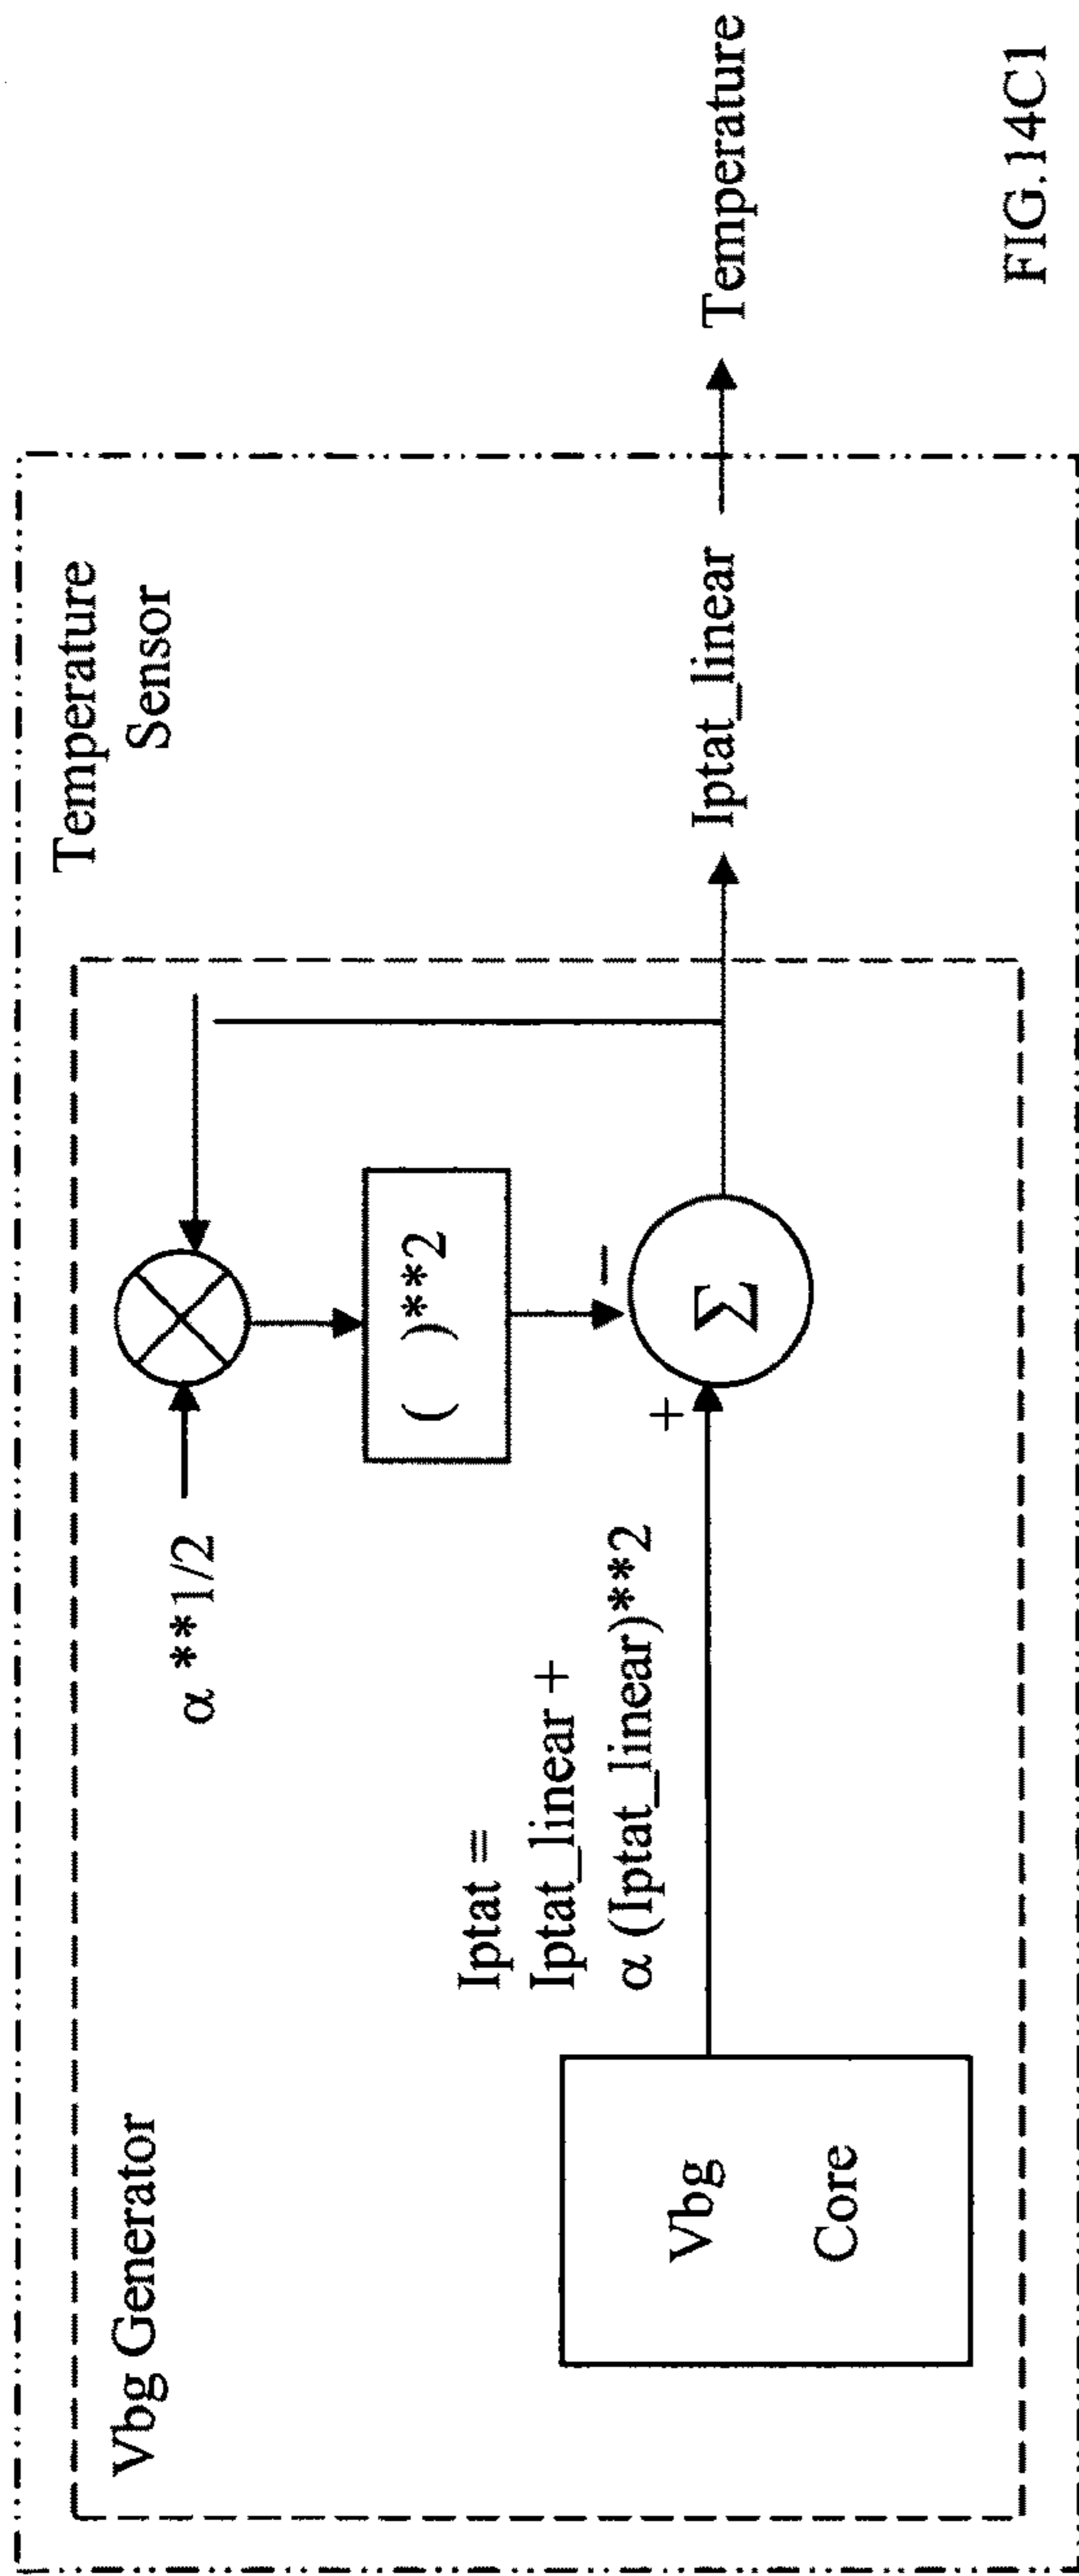 Vbg Generator
Temperature
Sensor
α **1/2
( )**2
Iptat =
Iptat_linear +
α (Iptat_linear)**2
+
−
Σ
Vbg
Core
Iptat_linear
Temperature
FIG.14C1